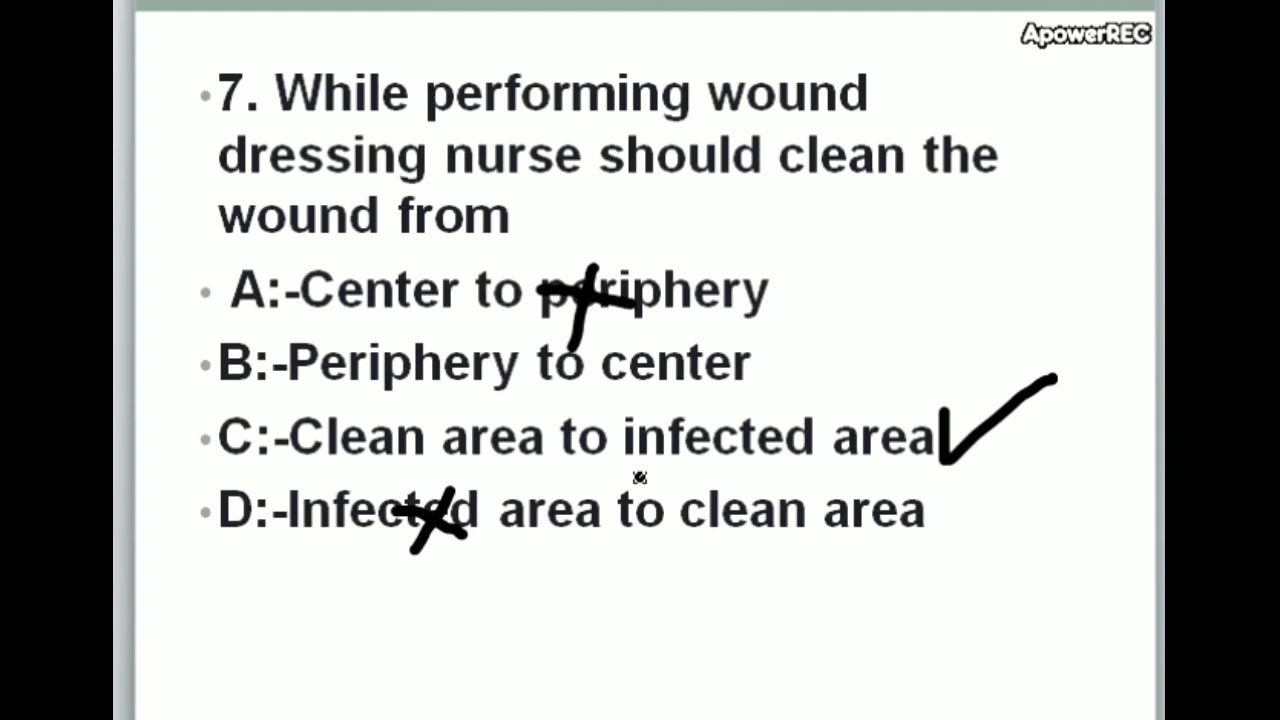 ApowerREC
•7. While performing wound
dressing nurse should clean the
wound from
• A:-Center to periphery
•B:-Periphery to center
•C:-Clean area to infected area
•D:-Infected area to clean area